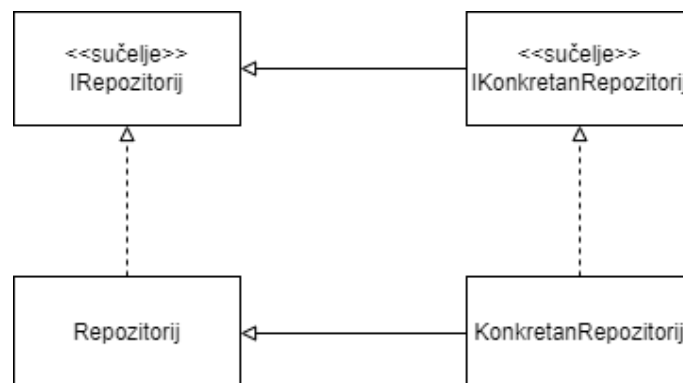 <<sučelje>>
IRepozitorij
<<sučelje>>
IKonkretanRepozitorij
Repozitorij
KonkretanRepozitorij